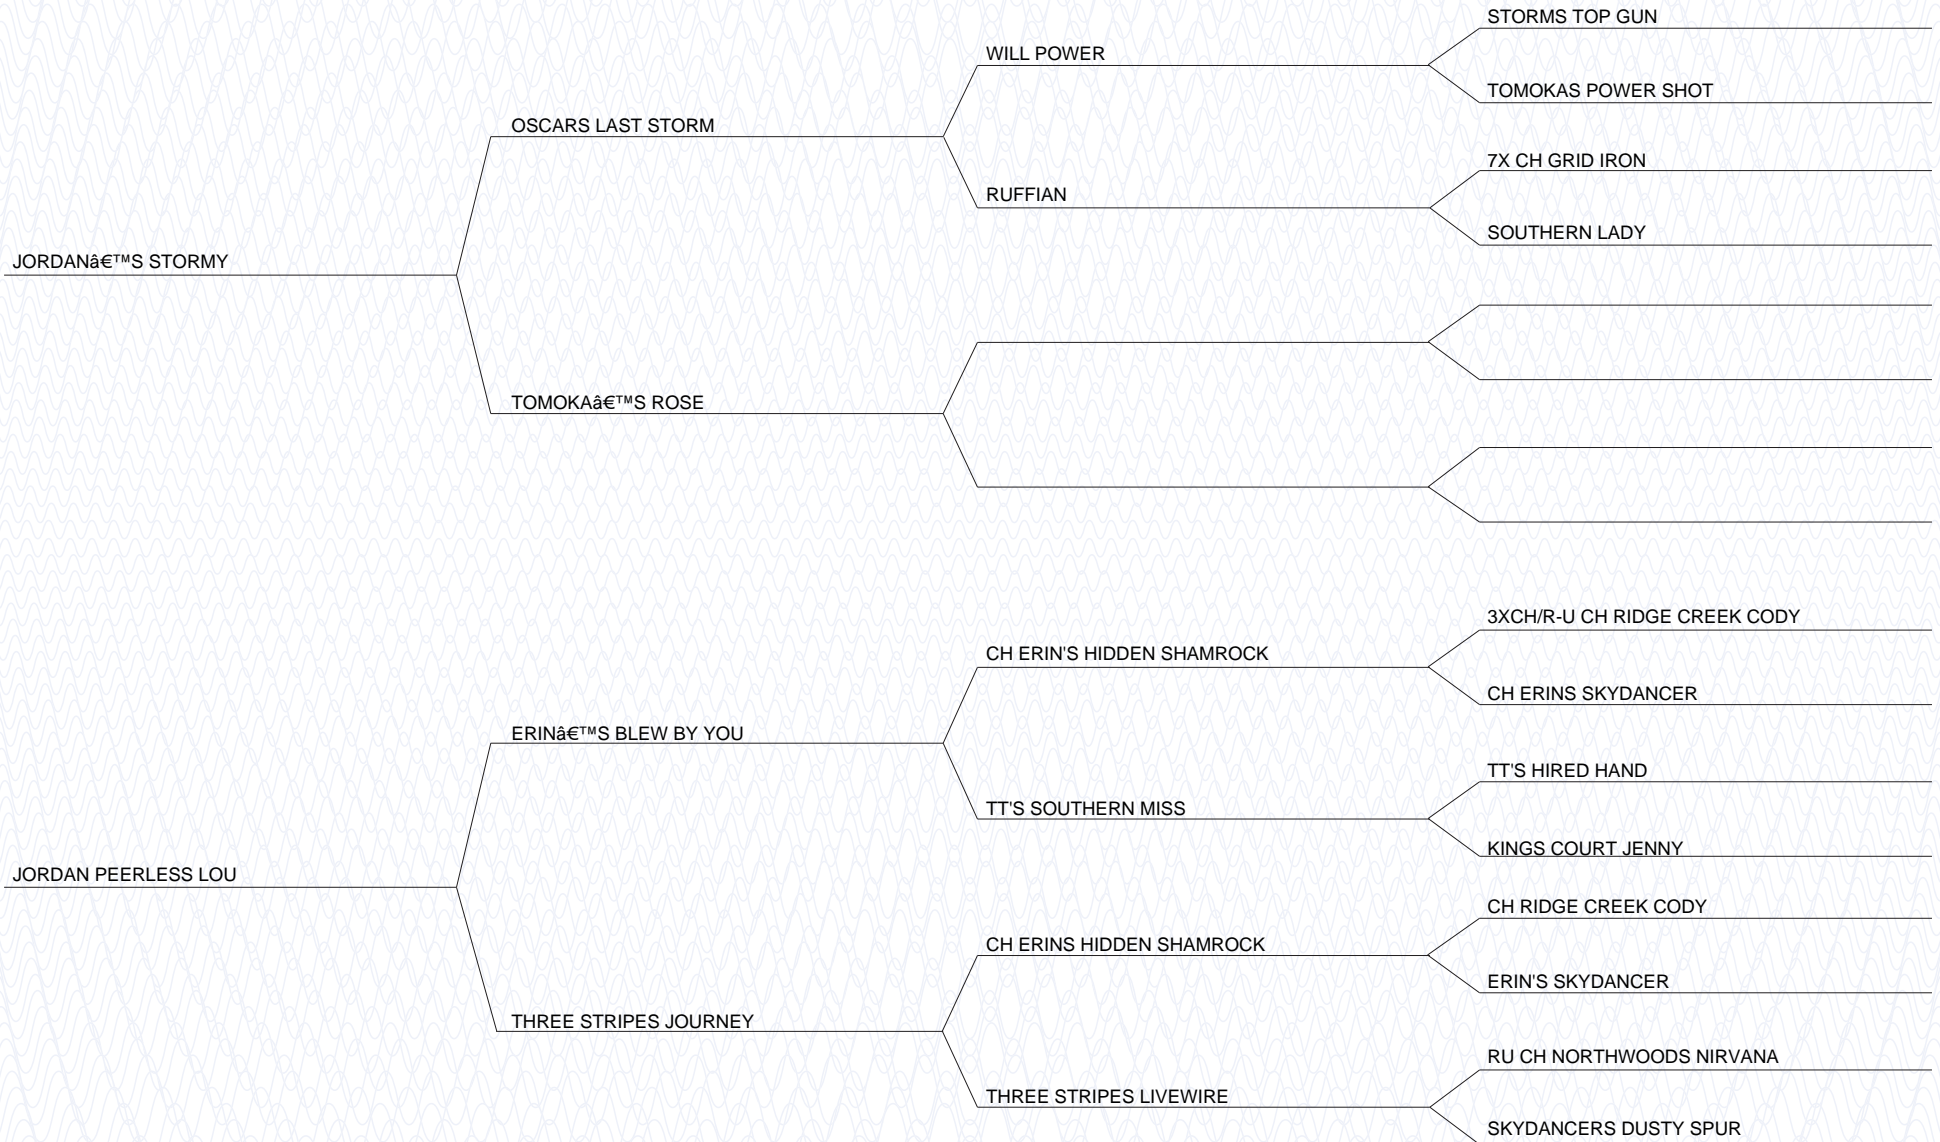 STORMS TOP GUN
WILL POWER
TOMOKAS POWER SHOT
OSCARS LAST STORM
7X CH GRID IRON
RUFFIAN
SOUTHERN LADY
JORDANâ€™S STORMY
TOMOKAâ€™S ROSE
3XCH/R-U CH RIDGE CREEK CODY
CH ERIN'S HIDDEN SHAMROCK
CH ERINS SKYDANCER
ERINâ€™S BLEW BY YOU
TT'S HIRED HAND
TT'S SOUTHERN MISS
KINGS COURT JENNY
JORDAN PEERLESS LOU
CH RIDGE CREEK CODY
CH ERINS HIDDEN SHAMROCK
ERIN'S SKYDANCER
THREE STRIPES JOURNEY
RU CH NORTHWOODS NIRVANA
THREE STRIPES LIVEWIRE
SKYDANCERS DUSTY SPUR